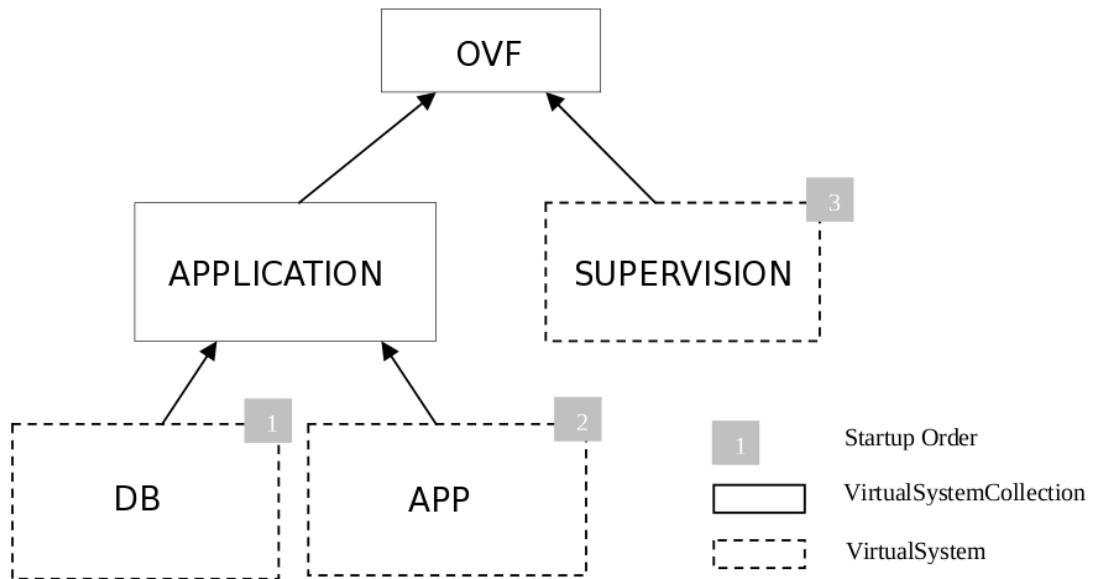 OVF
3
APPLICATION
SUPERVISION
1
2
DB
APP
1
Startup Order
VirtualSystemCollection
VirtualSystem